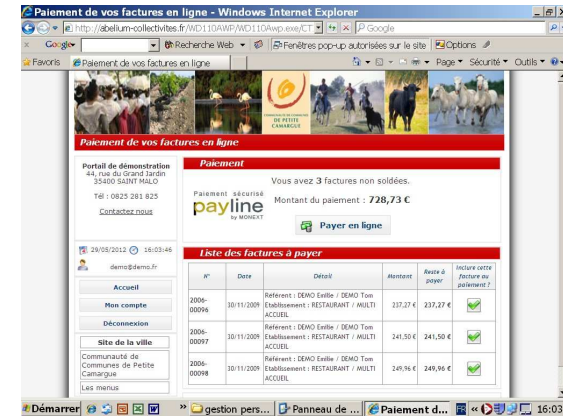 Paiement de vos factures en ligne - Windows Internet Explorer
http://abelium-collectivites.fr/WD110AWP/WD110Awp.exe/CT
Google
Google
Recherche Web
Fenêtres pop-up autorisées sur le site
Options
Favoris
Paiement de vos factures en ligne
Page
Sécurité
Outils
COMMUNAUTÉ DE COMMUNES
DE PETITE
CAMARGUE
Paiement de vos factures en ligne
Portail de démonstration
44, rue du Grand Jardin
35400 SAINT MALO
Tél : 0825 281 825
Contactez nous
29/05/2012 16:03:46
demo@demo.fr
Accueil
Mon compte
Déconnexion
Site de la ville
Communauté de
Communes de Petite
Camargue
Les menus
Paiement
Vous avez 3 factures non soldées.
Paiement sécurisé
payline
by MONEXT
Montant du paiement : 728,73 €
Payer en ligne
Liste des factures à payer
N° Date Détail Montant Reste à payer Inclure cette facture au paiement ?
2006-00096 30/11/2009 Référent : DEMO Emilie / DEMO Tom
Etablissement : RESTAURANT / MULTI
ACCUEIL 237,27 € 237,27 €
2006-00097 30/11/2009 Référent : DEMO Emilie / DEMO Tom
Etablissement : RESTAURANT / MULTI
ACCUEIL 241,50 € 241,50 €
2006-00098 30/11/2009 Référent : DEMO Emilie / DEMO Tom
Etablissement : RESTAURANT / MULTI
ACCUEIL 249,96 € 249,96 €
Démarrer
gestion pers...
Panneau de ...
Paiement d...
FR
16:03